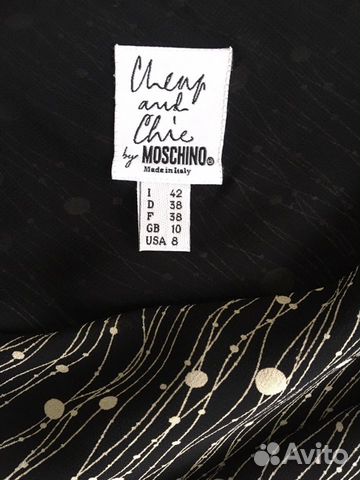 Cheap
and
Chic
by MOSCHINO®
Made in Italy
I 42
D 38
F 38
GB 10
USA 8
Avito